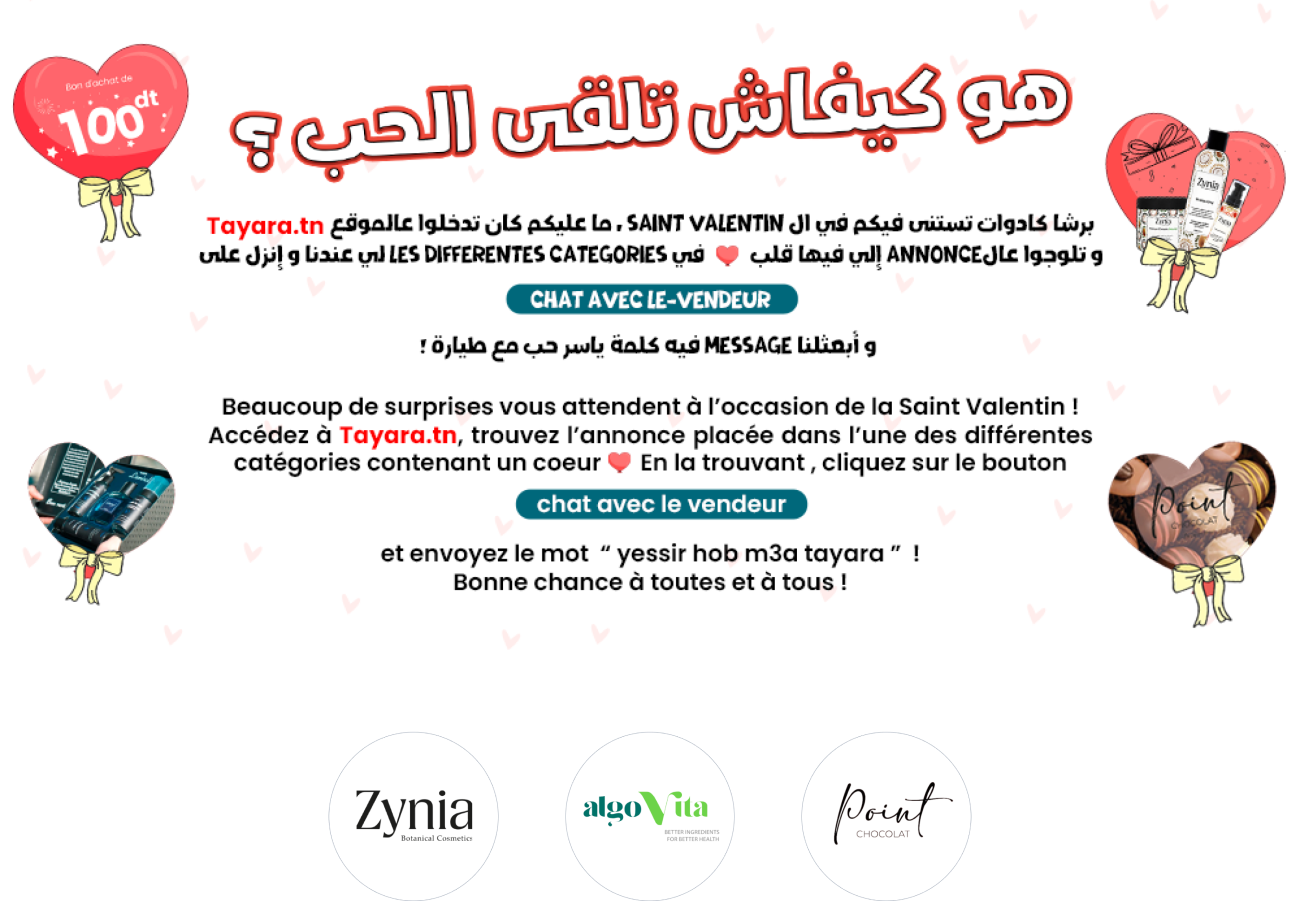 Bon d'achat de
100dt
هو كيفاش تلقى الحب ؟
Zynia
برشا كادوات تستنى فيكم في ال SAINT VALENTIN ، ما عليكم كان تدخلوا عالموقع Tayara.tn
و تلوجوا عالANNONCE إلي فيها قلب في LES DIFFERENTES CATEGORIES لي عندنا و إنزل على
CHAT AVEC LE-VENDEUR
و أبعثلنا MESSAGE فيه كلمة ياسر حب مع طيارة !
Beaucoup de surprises vous attendent à l’occasion de la Saint Valentin !
Accédez à Tayara.tn, trouvez l’annonce placée dans l’une des différentes
catégories contenant un coeur En la trouvant , cliquez sur le bouton
chat avec le vendeur
et envoyez le mot “ yessir hob m3a tayara ” !
Bonne chance à toutes et à tous !
Point
CHOCOLAT
Zynia
Botanical Cosmetics
algoVita
BETTER INGREDIENTS
FOR BETTER HEALTH
Point
CHOCOLAT